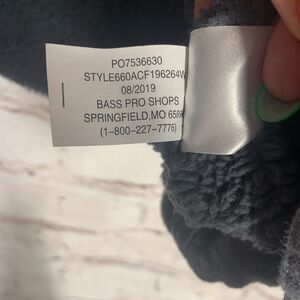 PO7536630
STYLE660ACF196264W
08/2019
BASS PRO SHOPS
SPRINGFIELD,MO
(1-800-227-7776)